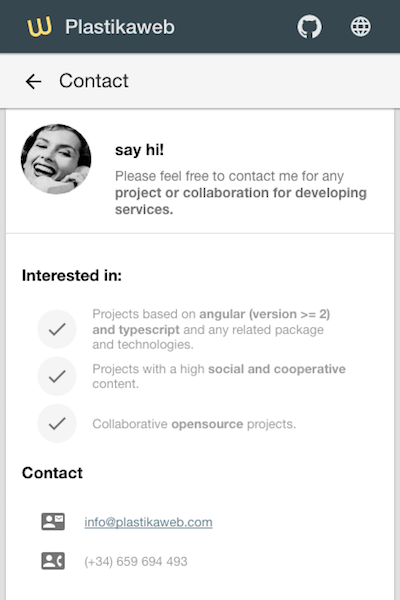 Plastikaweb
Contact
say hi!
Please feel free to contact me for any
project or collaboration for developing
services.
Interested in:
Projects based on angular (version >= 2)
and typescript and any related package
and technologies.
Projects with a high social and cooperative
content.
Collaborative opensource projects.
Contact
info@plastikaweb.com
(+34) 659 694 493